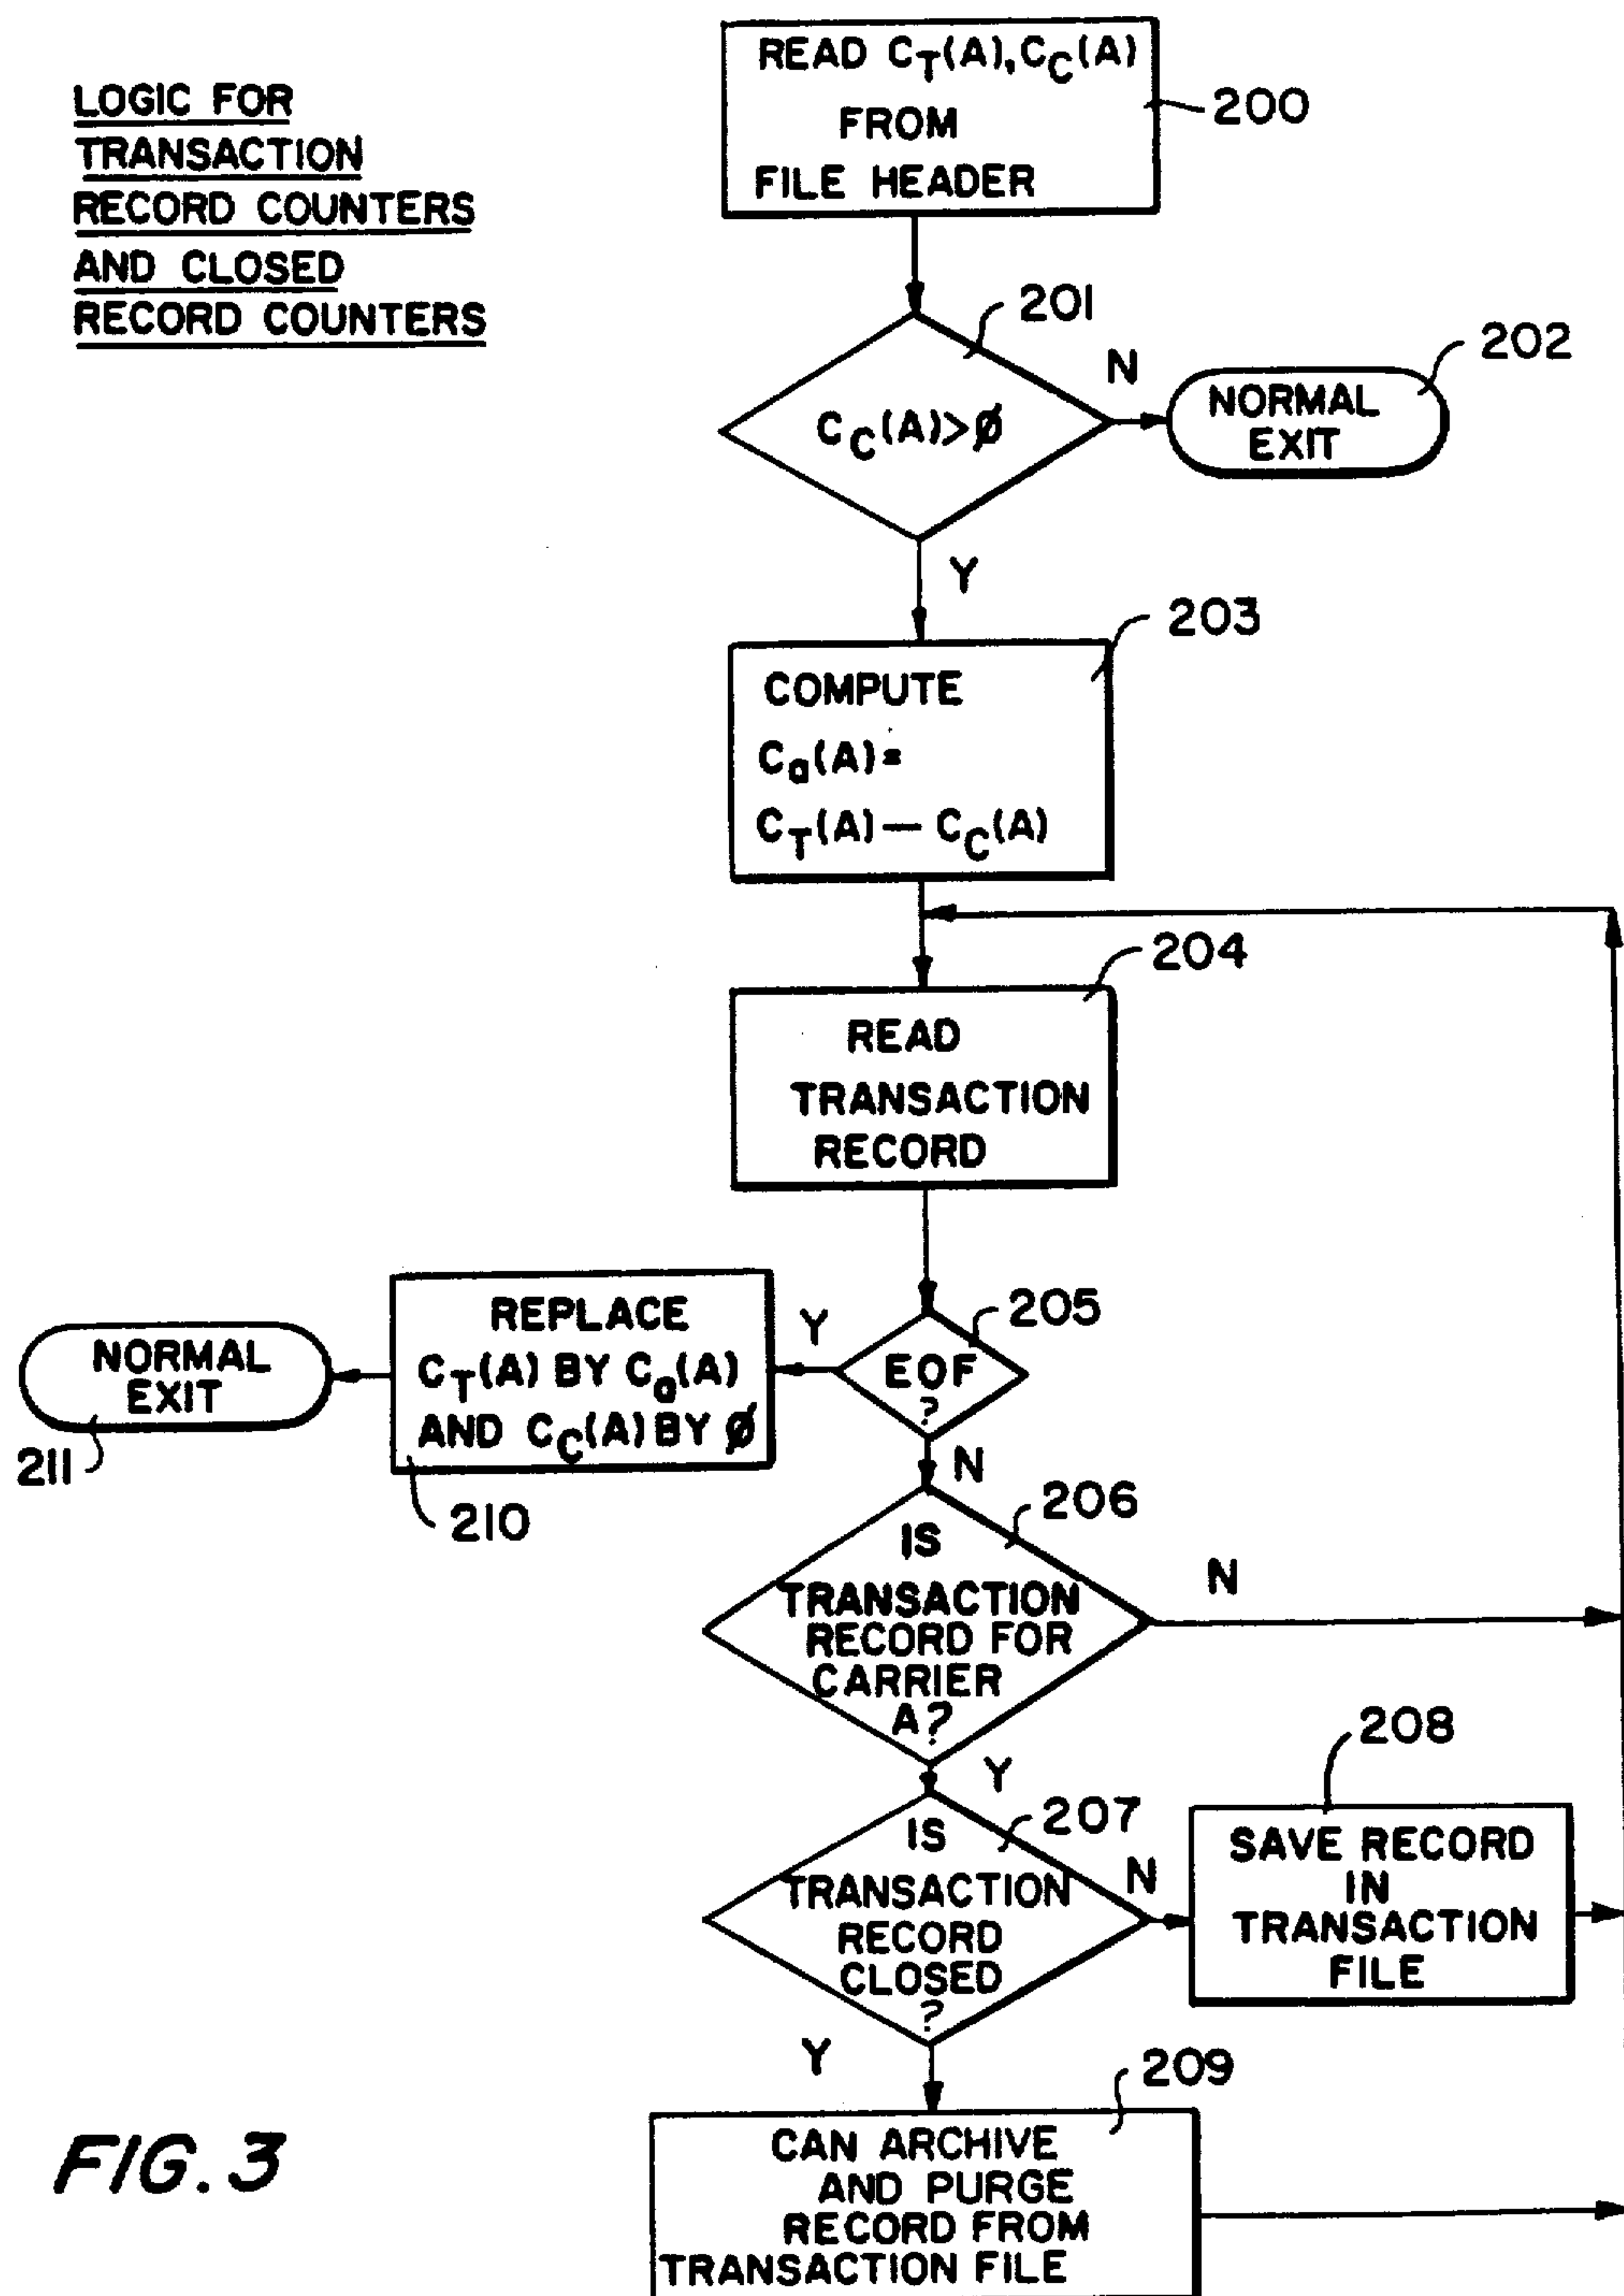 LOGIC FOR
TRANSACTION
RECORD COUNTERS
AND CLOSED
RECORD COUNTERS
READ C_T(A), C_C(A)
FROM
FILE HEADER
200
201
C_C(A)>Ø
N
NORMAL
EXIT
202
Y
203
COMPUTE
C_a(A)=
C_T(A) — C_C(A)
204
READ
TRANSACTION
RECORD
205
EOF
?
Y
REPLACE
C_T(A) BY C_a(A)
AND C_C(A) BY Ø
210
NORMAL
EXIT
211
N
206
IS
TRANSACTION
RECORD FOR
CARRIER
A?
N
Y
207
IS
TRANSACTION
RECORD
CLOSED
?
N
208
SAVE RECORD
IN
TRANSACTION
FILE
Y
209
CAN ARCHIVE
AND PURGE
RECORD FROM
TRANSACTION FILE
FIG. 3